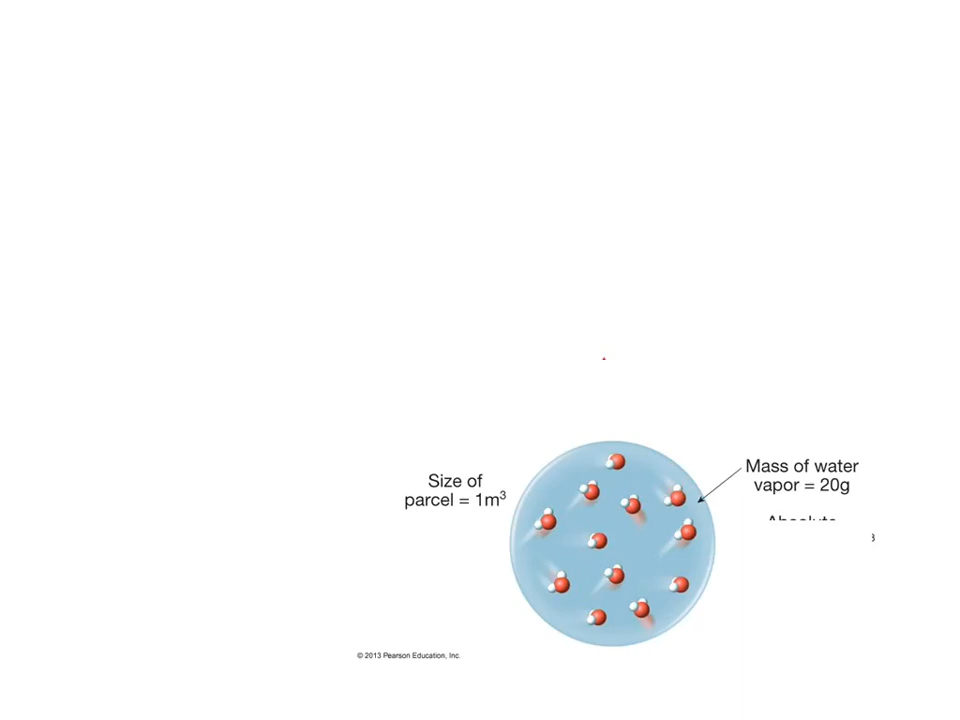 Size of
parcel = 1m³
Mass of water
vapor = 20g
© 2013 Pearson Education, Inc.